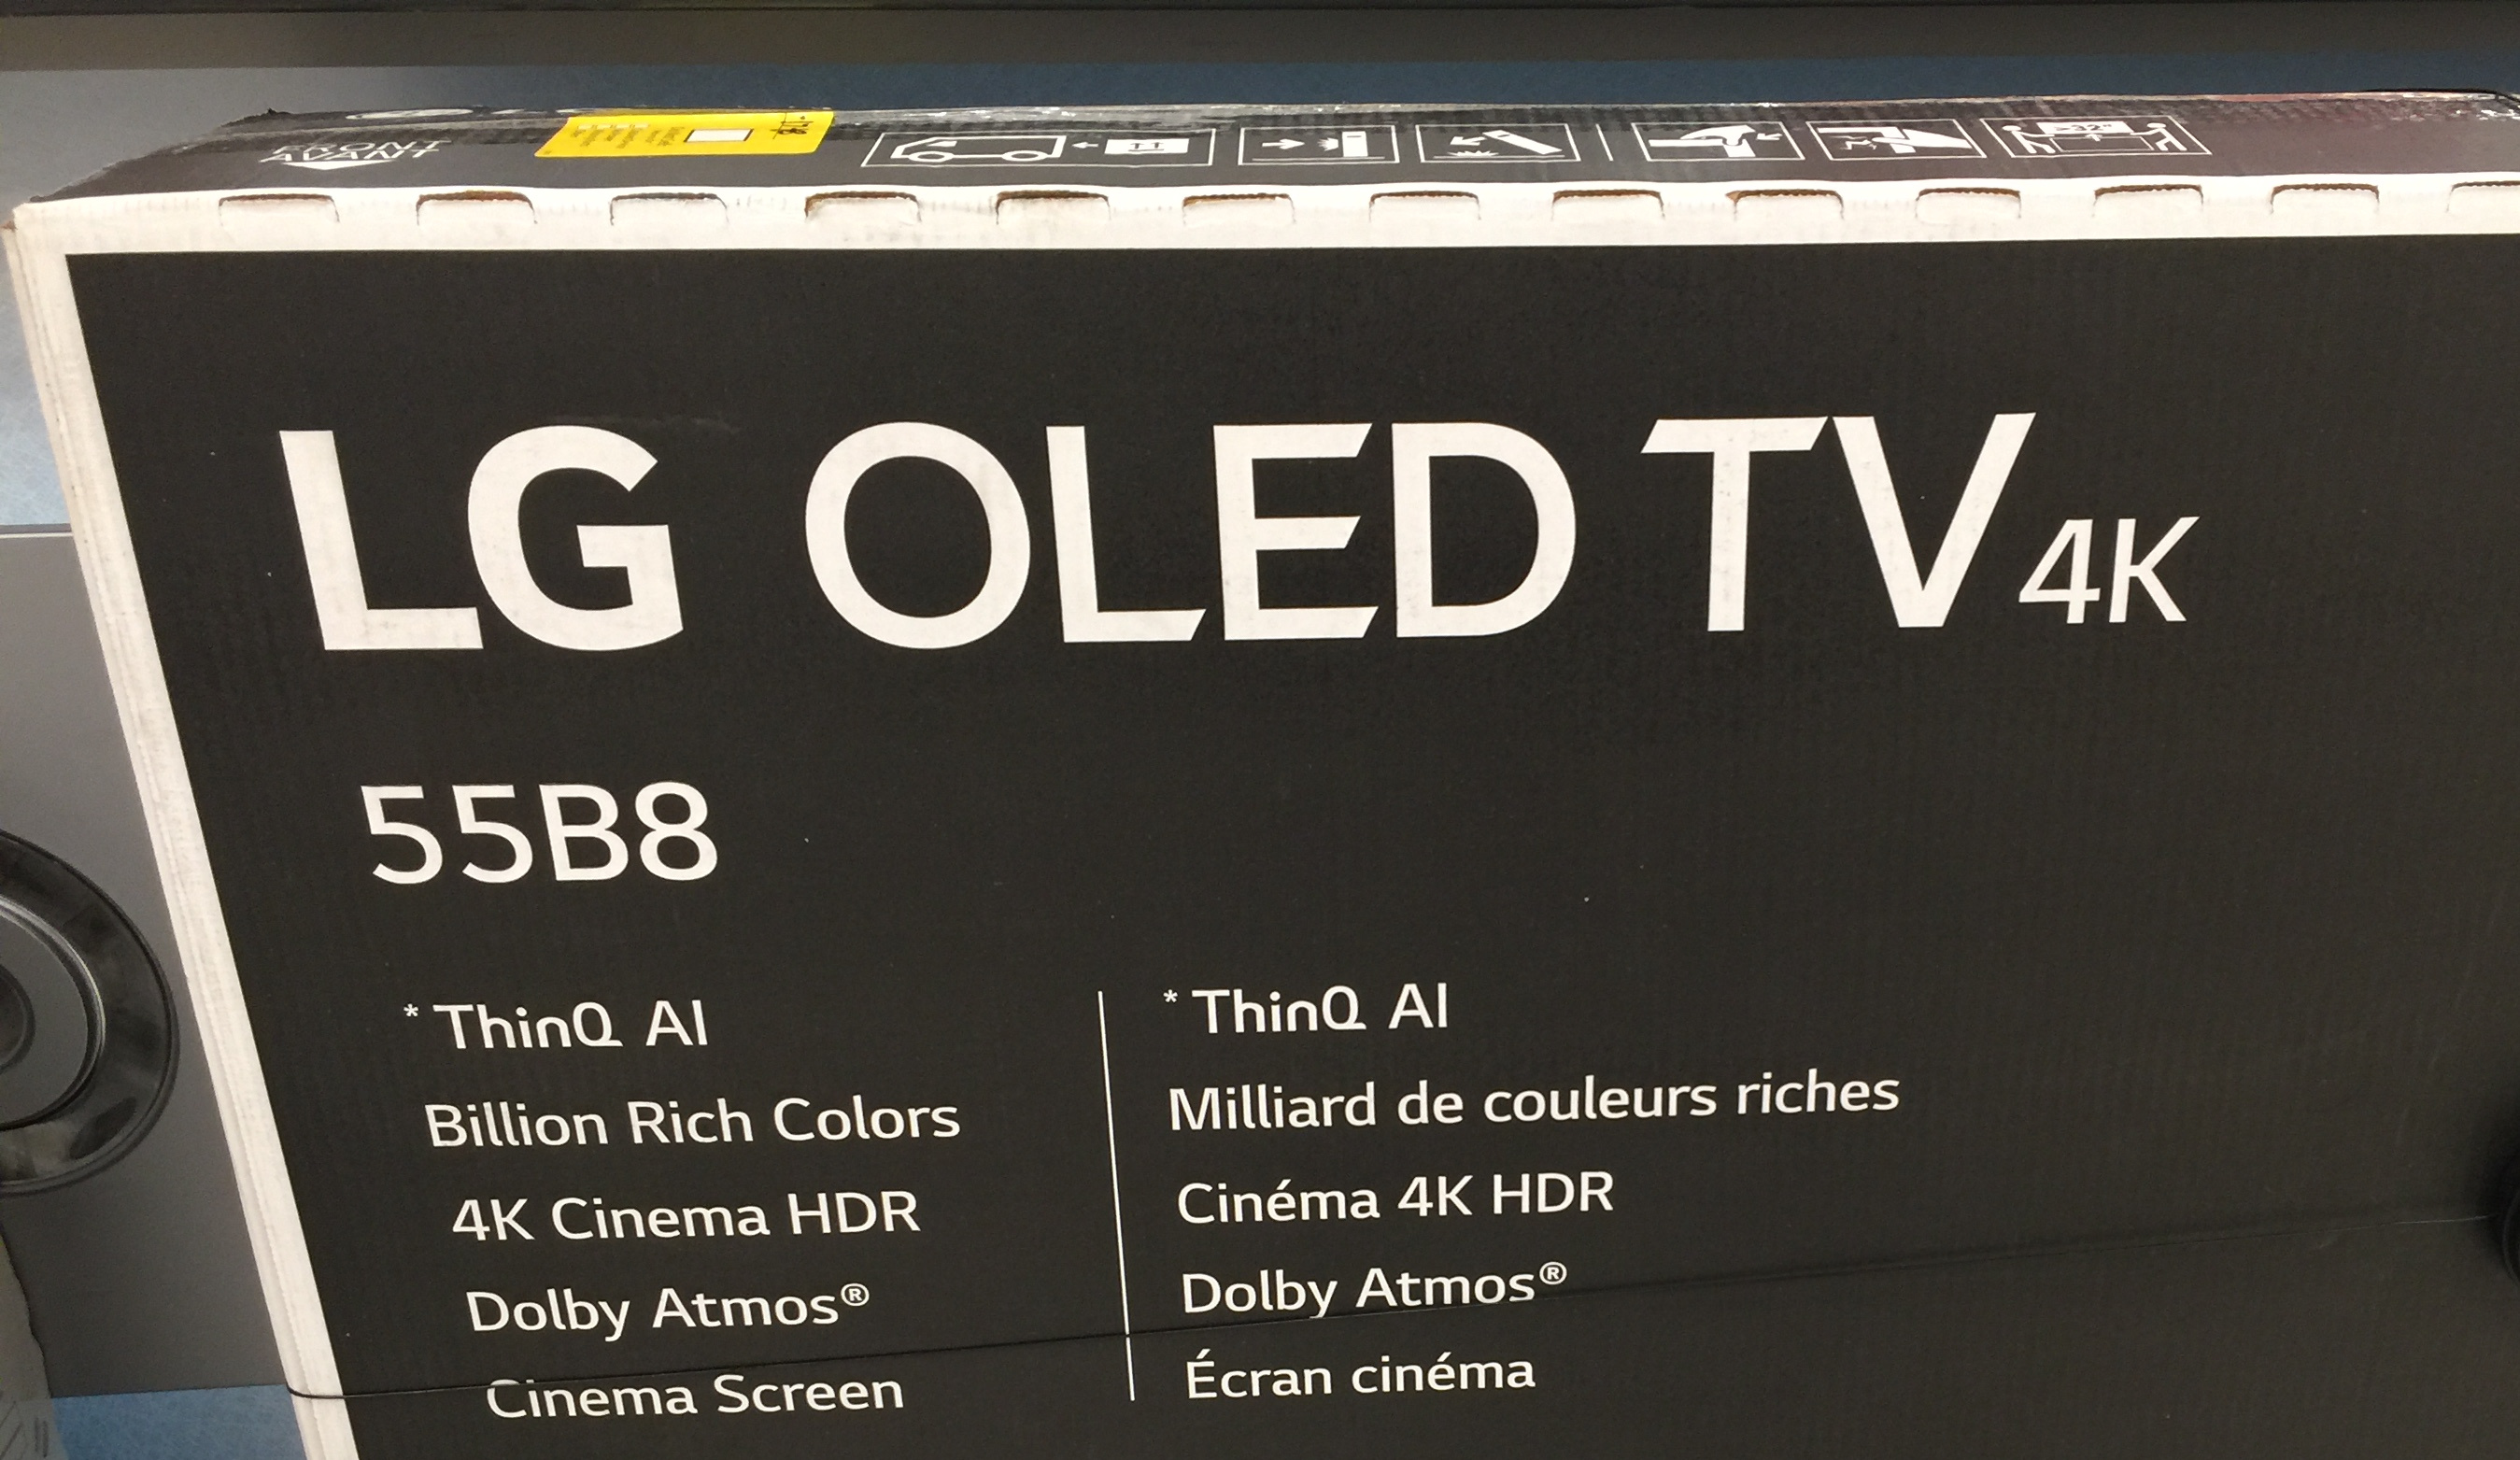 FRONT
AVANT
LG OLED TV 4K
55B8
* ThinQ AI
Billion Rich Colors
4K Cinema HDR
Dolby Atmos®
Cinema Screen
* ThinQ AI
Milliard de couleurs riches
Cinéma 4K HDR
Dolby Atmos®
Écran cinéma